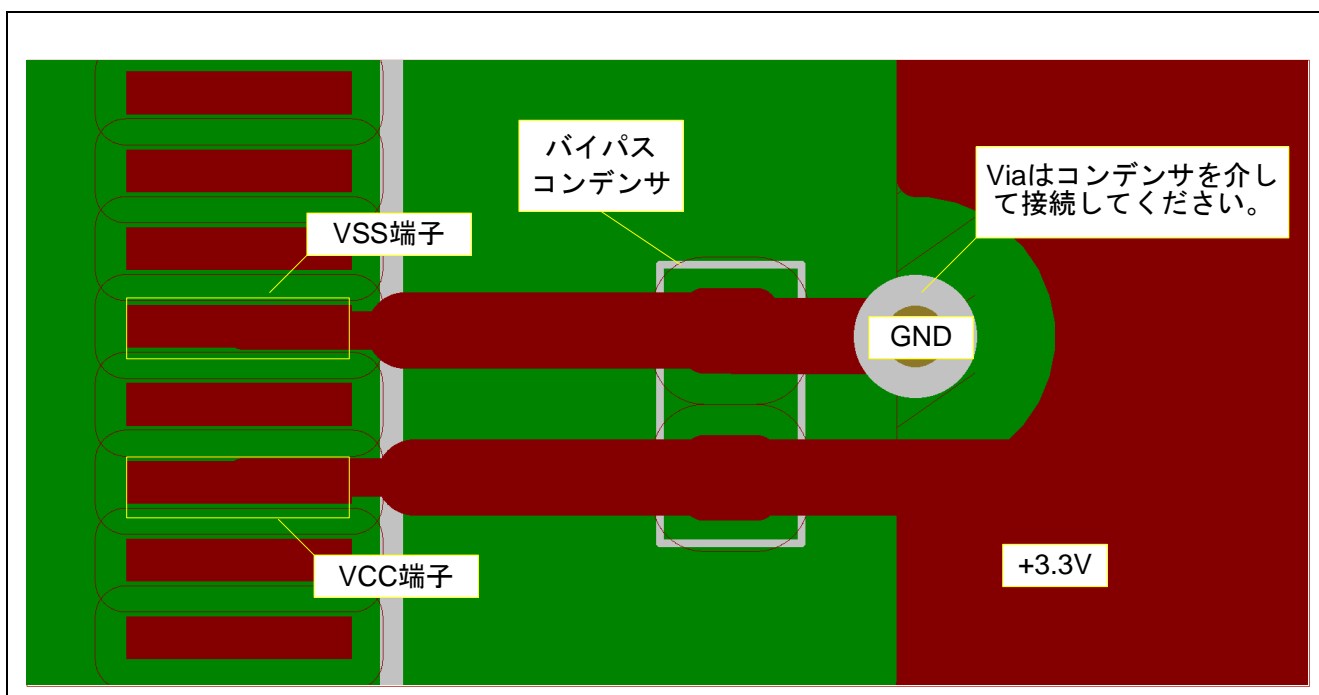 バイパス
コンデンサ
Viaはコンデンサを介し
て接続してください。
VSS端子
GND
VCC端子
+3.3V